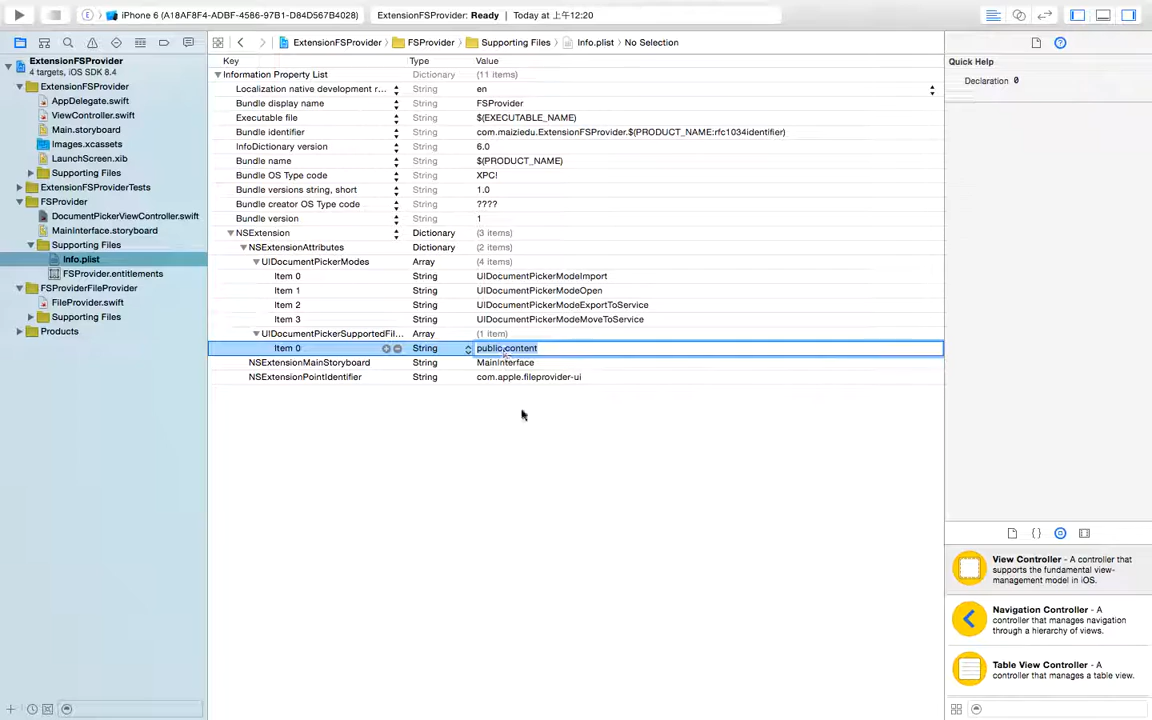 iPhone 6 (A18AF8F4-ADBF-4586-97B1-D84D567B4028)
ExtensionFSProvider: Ready | Today at 上午12:20
ExtensionFSProvider
4 targets, iOS SDK 8.4
ExtensionFSProvider
AppDelegate.swift
ViewController.swift
Main.storyboard
Images.xcassets
LaunchScreen.xib
Supporting Files
ExtensionFSProviderTests
FSProvider
DocumentPickerViewController.swift
MainInterface.storyboard
Supporting Files
Info.plist
FSProvider.entitlements
FSProviderFileProvider
FileProvider.swift
Supporting Files
Products
ExtensionFSProvider FSProvider Supporting Files Info.plist No Selection
Key Type Value
Information Property List Dictionary (11 items)
Localization native development r... String en
Bundle display name String FSProvider
Executable file String $(EXECUTABLE_NAME)
Bundle identifier String com.maiziedu.ExtensionFSProvider.$(PRODUCT_NAME:rfc1034identifier)
InfoDictionary version String 6.0
Bundle name String $(PRODUCT_NAME)
Bundle OS Type code String XPC!
Bundle versions string, short String 1.0
Bundle creator OS Type code String ????
Bundle version String 1
NSExtension Dictionary (3 items)
NSExtensionAttributes Dictionary (2 items)
UIDocumentPickerModes Array (4 items)
Item 0 String UIDocumentPickerModeImport
Item 1 String UIDocumentPickerModeOpen
Item 2 String UIDocumentPickerModeExportToService
Item 3 String UIDocumentPickerModeMoveToService
UIDocumentPickerSupportedFil... Array (1 item)
Item 0 String public.content
NSExtensionMainStoryboard String MainInterface
NSExtensionPointIdentifier String com.apple.fileprovider-ui
Quick Help
Declaration 0
View Controller - A controller that
supports the fundamental view-
management model in iOS.
Navigation Controller - A
controller that manages navigation
through a hierarchy of views.
Table View Controller - A
controller that manages a table view.